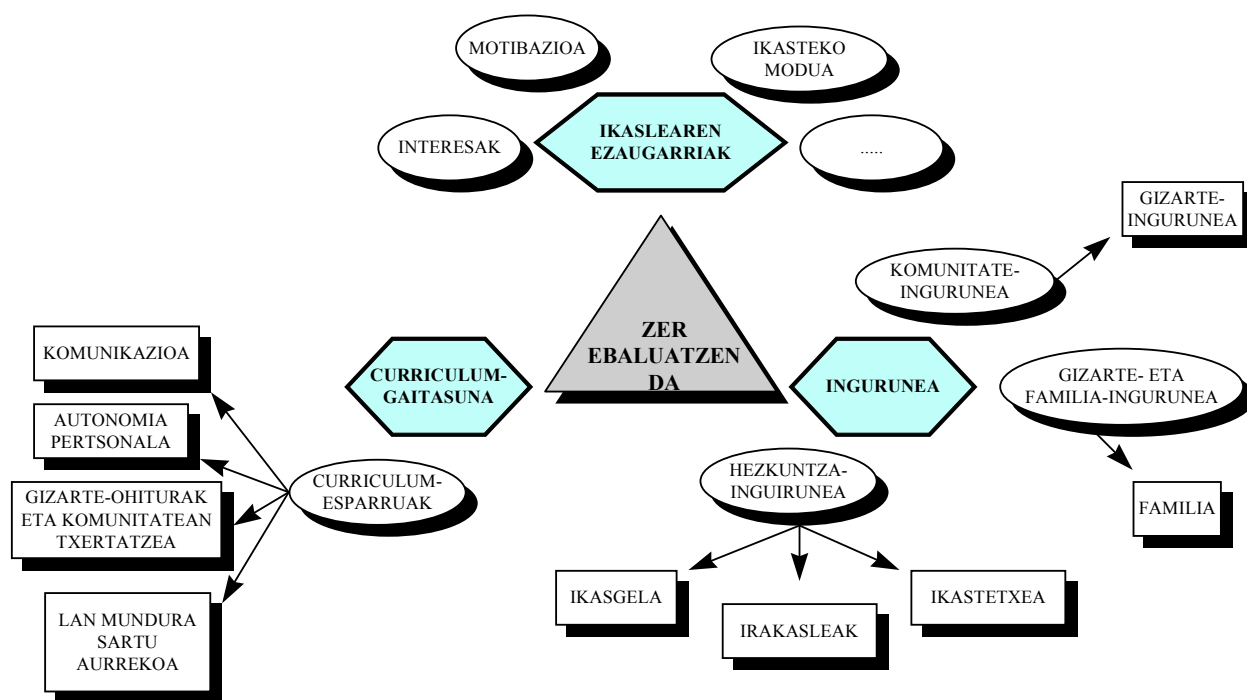 MOTIBAZIOA
IKASTEKO
MODUA
INTERESAK
IKASLEAREN
EZAUGARRIAK
.....
GIZARTE-
INGURUNEA
KOMUNITATE-
INGURUNEA
ZER
EBALUATZEN
DA
KOMUNIKAZIOA
CURRICULUM-
GAITASUNA
INGURUNEA
GIZARTE- ETA
FAMILIA-INGURUNEA
AUTONOMIA
PERTSONALA
CURRICULUM-
ESPARRUAK
HEZKUNTZA-
INGUIRUNEA
GIZARTE-OHITURAK
ETA KOMUNITATEAN
TXERTATZEA
FAMILIA
IKASGELA
IRAKASLEAK
IKASTETXEA
LAN MUNDURA
SARTU
AURREKOA